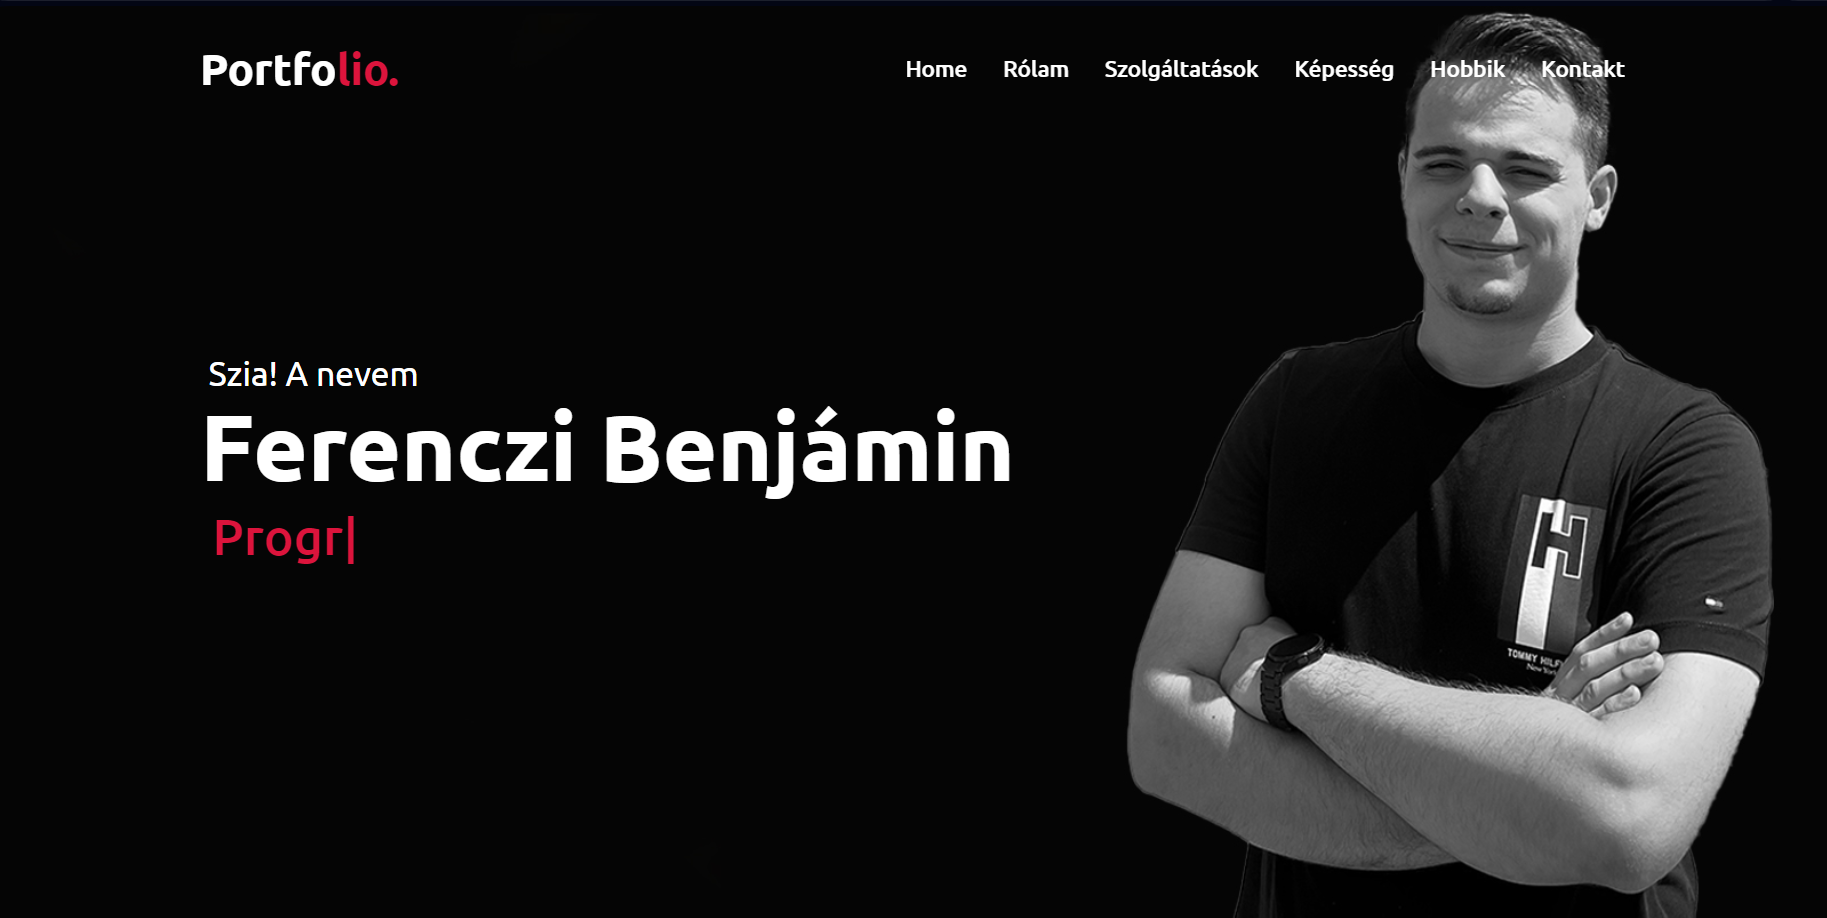 Portfolio.
Home Rólam Szolgáltatások Képesség Hobbik Kontakt
Szia! A nevem
Ferenczi Benjámin
Progr|
H
TOMMY HILF
New York